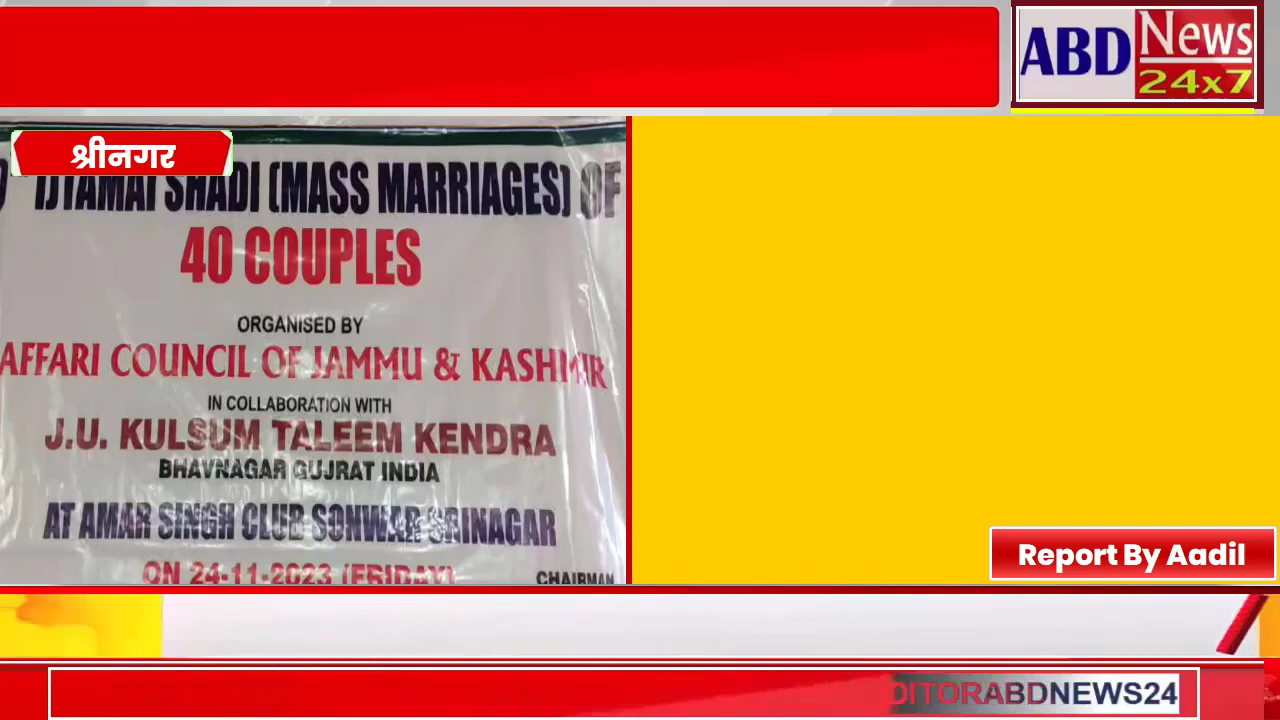 ABD News
24x7
श्रीनगर
IJTAMAI SHADI (MASS MARRIAGES) OF
40 COUPLES
ORGANISED BY
AFFARI COUNCIL OF JAMMU & KASHMIR
IN COLLABORATION WITH
J.U. KULSUM TALEEM KENDRA
BHAVNAGAR GUJRAT INDIA
AT AMAR SINGH CLUB SONWAR SRINAGAR
ON 24-11-2023 (FRIDAY)
CHAIRMAN
Report By Aadil
DITORABDNEWS24